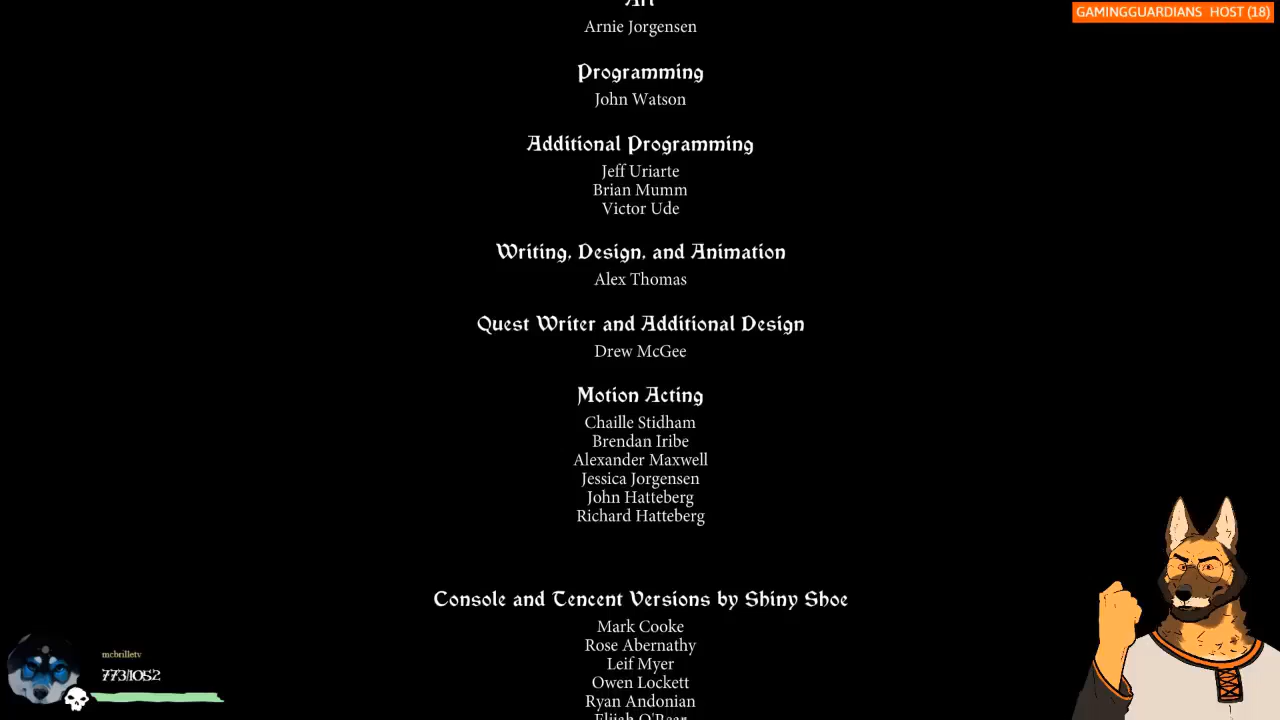 Art
GAMINGGUARDIANS HOST (18)
Arnie Jorgensen
Programming
John Watson
Additional Programming
Jeff Uriarte
Brian Mumm
Victor Ude
Writing, Design, and Animation
Alex Thomas
Quest Writer and Additional Design
Drew McGee
Motion Acting
Chaille Stidham
Brendan Iribe
Alexander Maxwell
Jessica Jorgensen
John Hatteberg
Richard Hatteberg
Console and Tencent Versions by Shiny Shoe
Mark Cooke
Rose Abernathy
Leif Myer
Owen Lockett
Ryan Andonian
mcbrilletv
773/1052